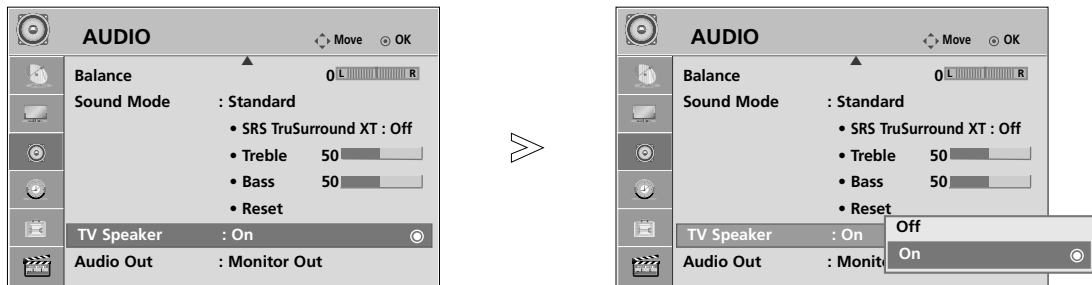 AUDIO Move OK
Balance 0 L R
Sound Mode : Standard
• SRS TruSurround XT : Off
• Treble 50
• Bass 50
• Reset
TV Speaker : On
Audio Out : Monitor Out
AUDIO Move OK
Balance 0 L R
Sound Mode : Standard
• SRS TruSurround XT : Off
• Treble 50
• Bass 50
• Reset
TV Speaker : On
Audio Out : Monit
Off
On